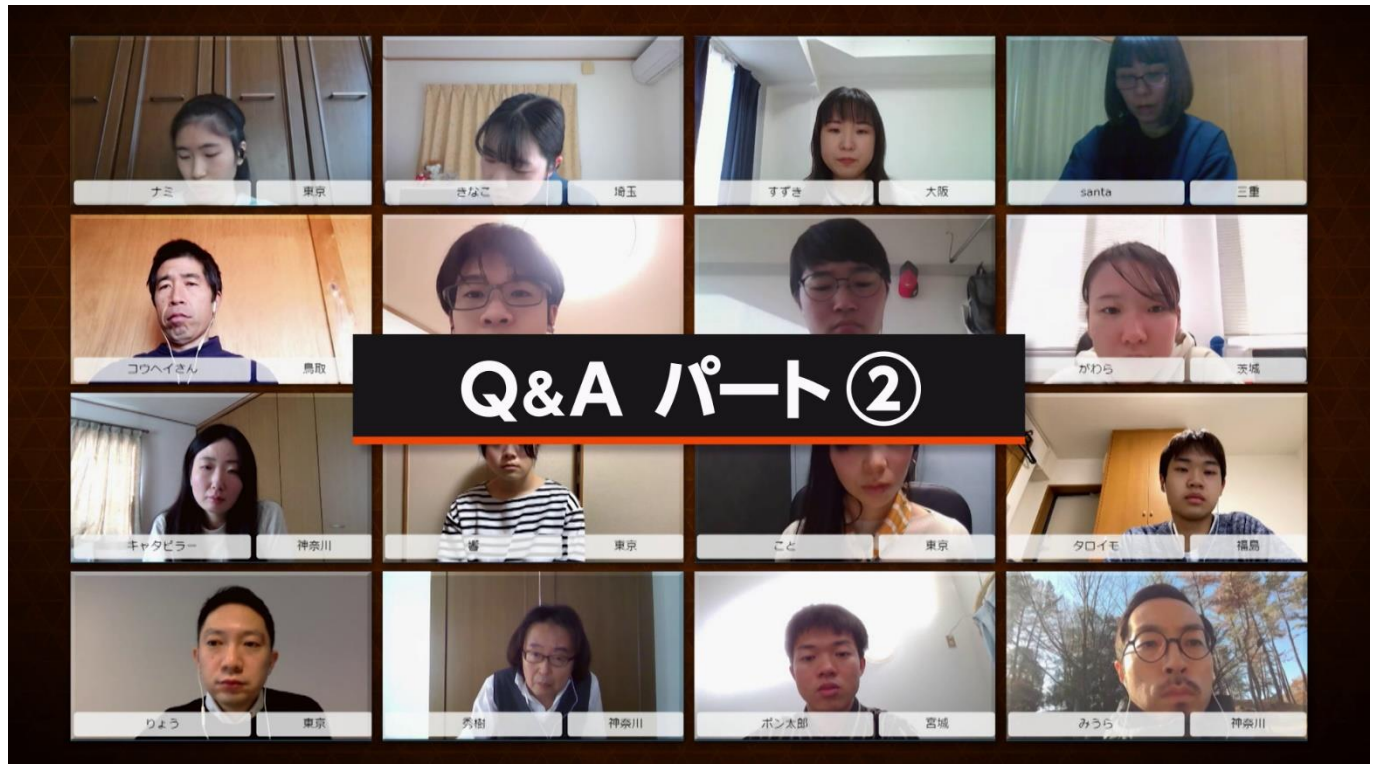 ナミ 東京
きなこ 埼玉
すずき 大阪
santa 三重
コウヘイさん 鳥取
がわら 茨城
Q&A パート②
キャタピラー 神奈川
響 東京
こと 東京
タロイモ 福島
りょう 東京
秀樹 神奈川
ポン太郎 宮城
みうら 神奈川